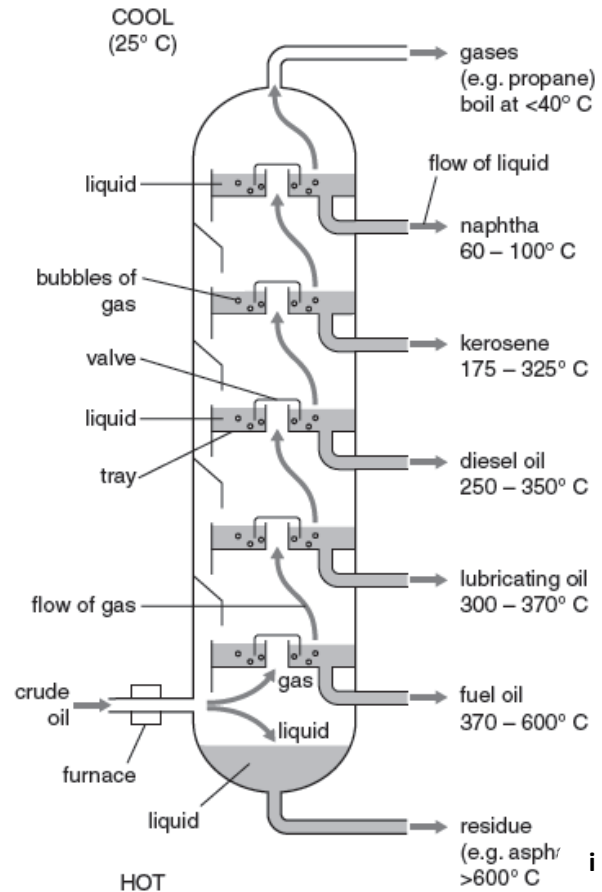 COOL
(25° C)
gases
(e.g. propane)
boil at <40° C
flow of liquid
liquid
naphtha
60 – 100° C
bubbles of
gas
kerosene
175 – 325° C
valve
liquid
tray
diesel oil
250 – 350° C
lubricating oil
300 – 370° C
flow of gas
gas
crude
oil
fuel oil
370 – 600° C
liquid
furnace
liquid
residue
(e.g. asph
>600° C
i
HOT